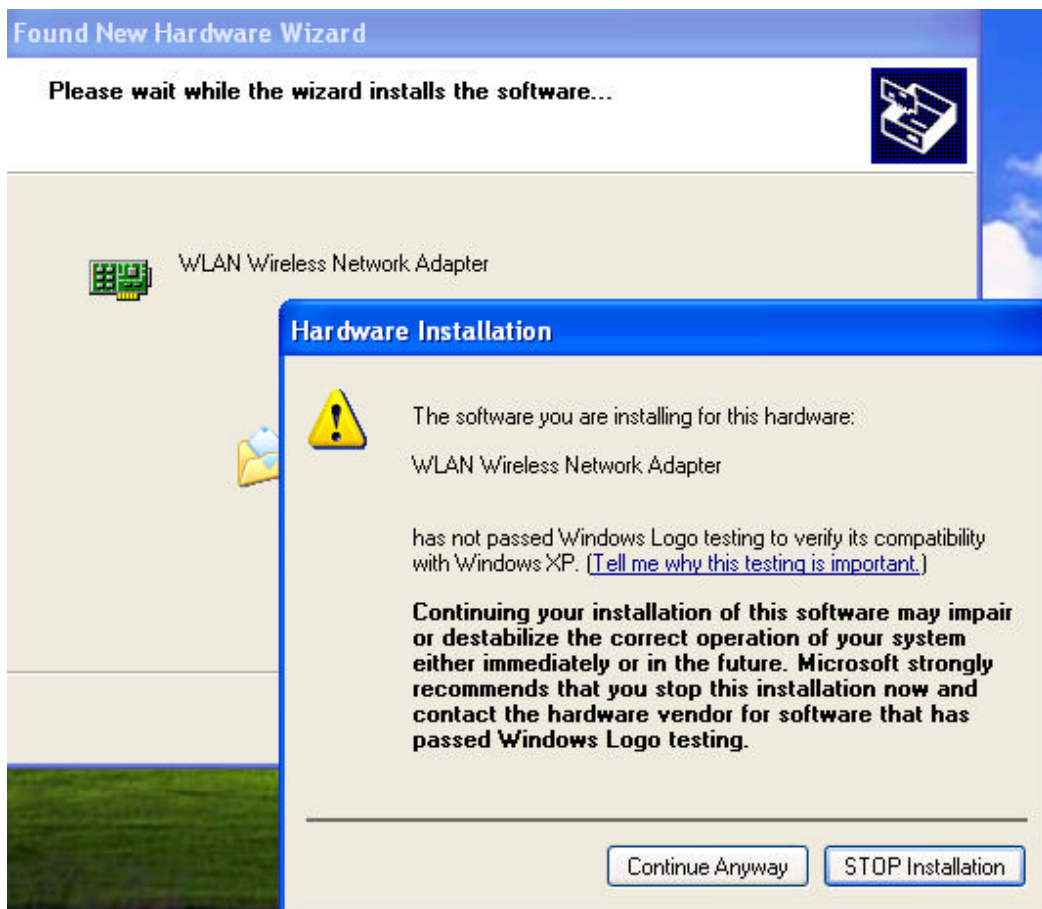 Found New Hardware Wizard
Please wait while the wizard installs the software...
WLAN Wireless Network Adapter
Hardware Installation
The software you are installing for this hardware:
WLAN Wireless Network Adapter
has not passed Windows Logo testing to verify its compatibility
with Windows XP. (Tell me why this testing is important.)
Continuing your installation of this software may impair
or destabilize the correct operation of your system
either immediately or in the future. Microsoft strongly
recommends that you stop this installation now and
contact the hardware vendor for software that has
passed Windows Logo testing.
Continue Anyway
STOP Installation